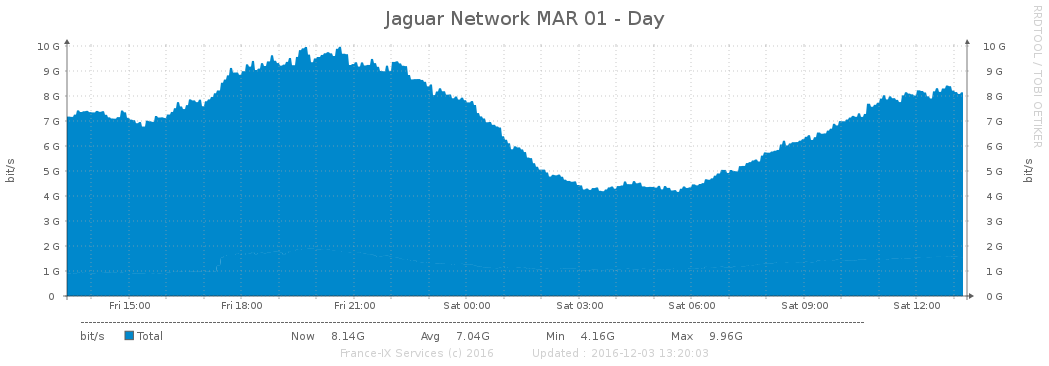 Jaguar Network MAR 01 - Day
RRDTOOL / TOBI OETIKER
10 G 10 G
9 G 9 G
8 G 8 G
7 G 7 G
6 G 6 G
5 G 5 G
4 G 4 G
3 G 3 G
2 G 2 G
1 G 1 G
0 0 G
bit/s bit/s
Fri 15:00 Fri 18:00 Fri 21:00 Sat 00:00 Sat 03:00 Sat 06:00 Sat 09:00 Sat 12:00
bit/s Total Now 8.14G Avg 7.04G Min 4.16G Max 9.96G
France-IX Services (c) 2016 Updated : 2016-12-03 13:20:03